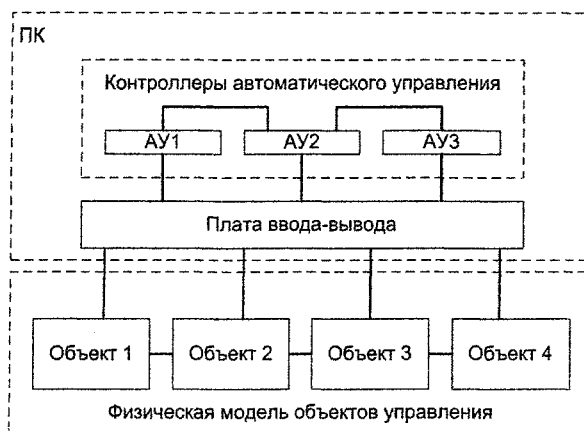 ПК
Контроллеры автоматического управления
АУ1 АУ2 АУ3
Плата ввода-вывода
Объект 1 Объект 2 Объект 3 Объект 4
Физическая модель объектов управления